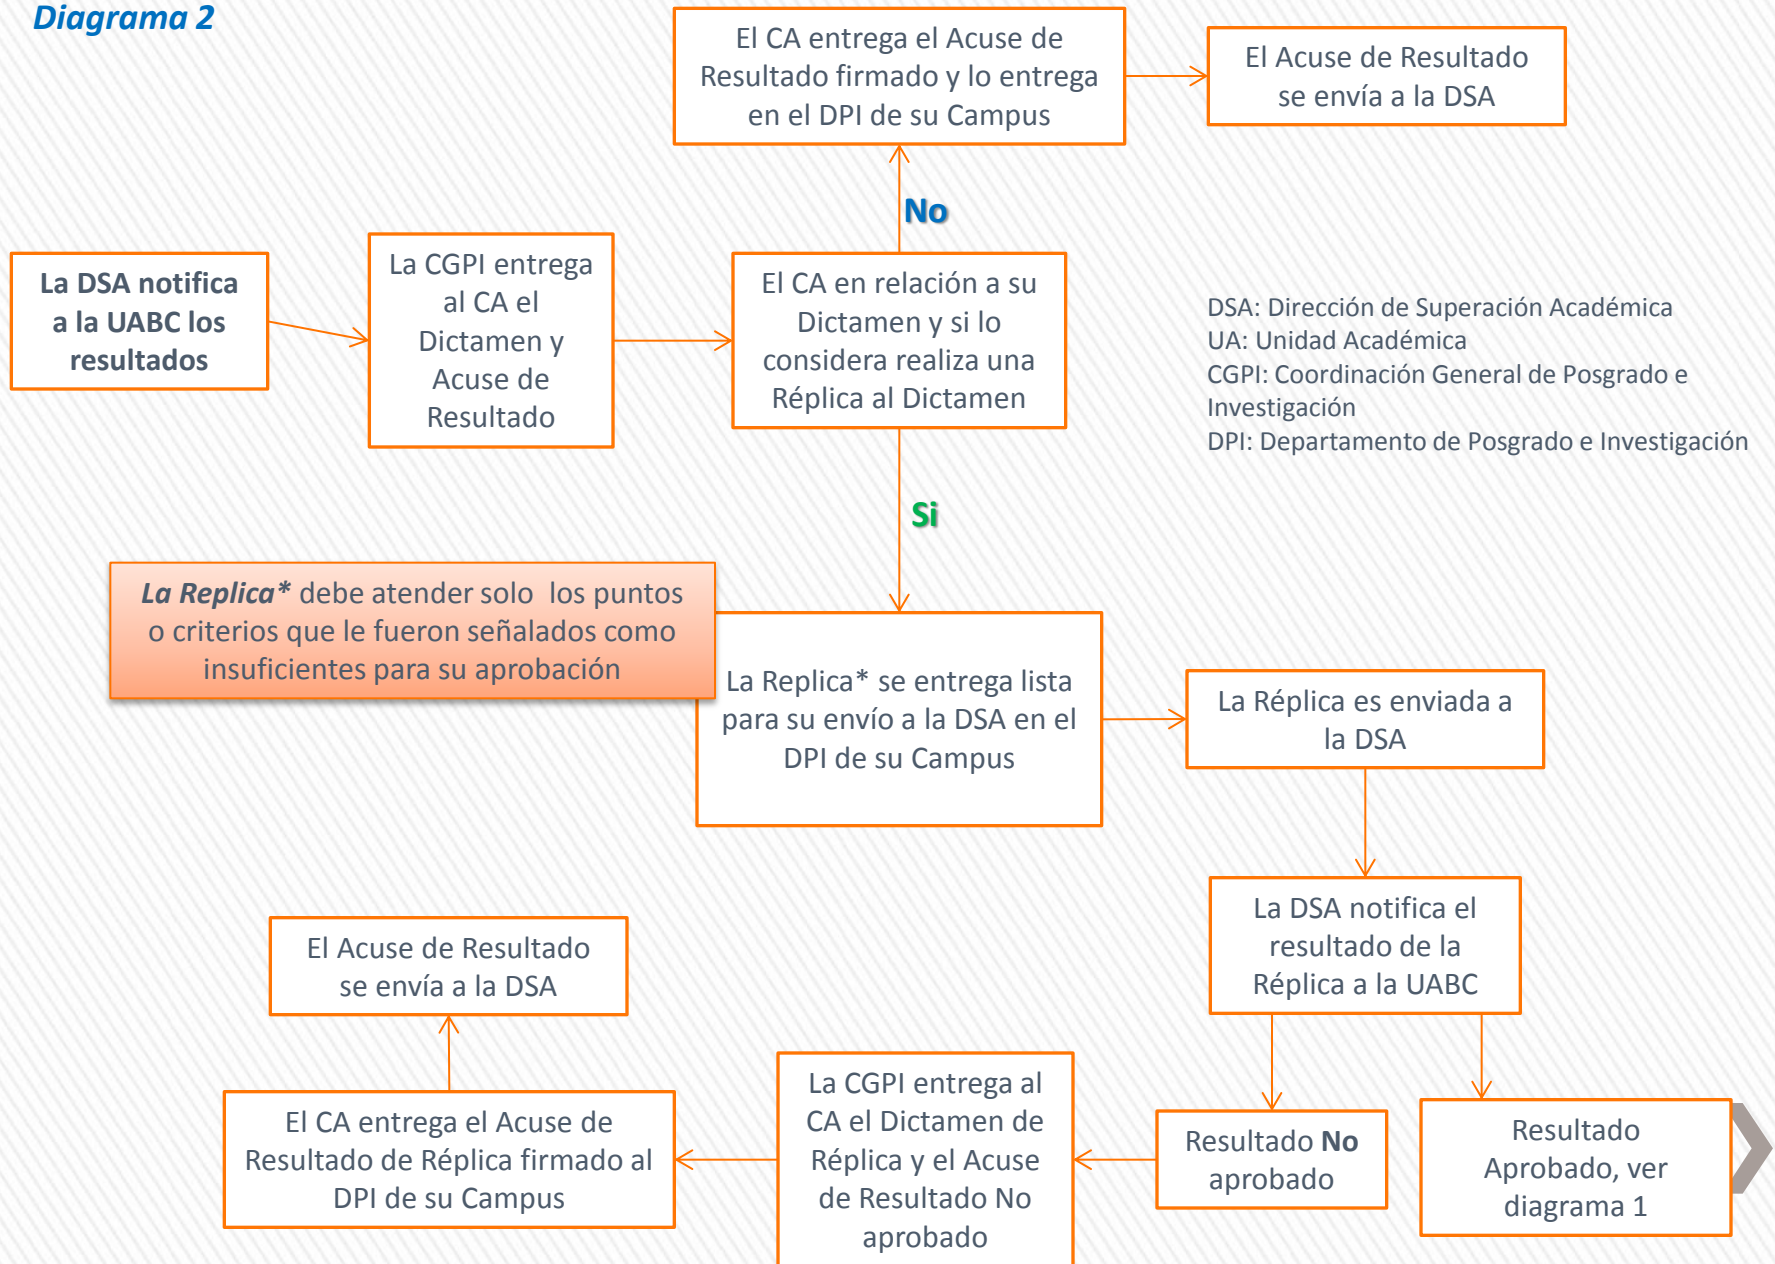 Diagrama 2
El CA entrega el Acuse de
Resultado firmado y lo entrega
en el DPI de su Campus
El Acuse de Resultado
se envía a la DSA
No
La DSA notifica
a la UABC los
resultados
La CGPI entrega
al CA el
Dictamen y
Acuse de
Resultado
El CA en relación a su
Dictamen y si lo
considera realiza una
Réplica al Dictamen
DSA: Dirección de Superación Académica
UA: Unidad Académica
CGPI: Coordinación General de Posgrado e
Investigación
DPI: Departamento de Posgrado e Investigación
Si
La Replica* debe atender solo los puntos
o criterios que le fueron señalados como
insuficientes para su aprobación
La Replica* se entrega lista
para su envío a la DSA en el
DPI de su Campus
La Réplica es enviada a
la DSA
La DSA notifica el
resultado de la
Réplica a la UABC
El Acuse de Resultado
se envía a la DSA
El CA entrega el Acuse de
Resultado de Réplica firmado al
DPI de su Campus
La CGPI entrega al
CA el Dictamen de
Réplica y el Acuse
de Resultado No
aprobado
Resultado No
aprobado
Resultado
Aprobado, ver
diagrama 1